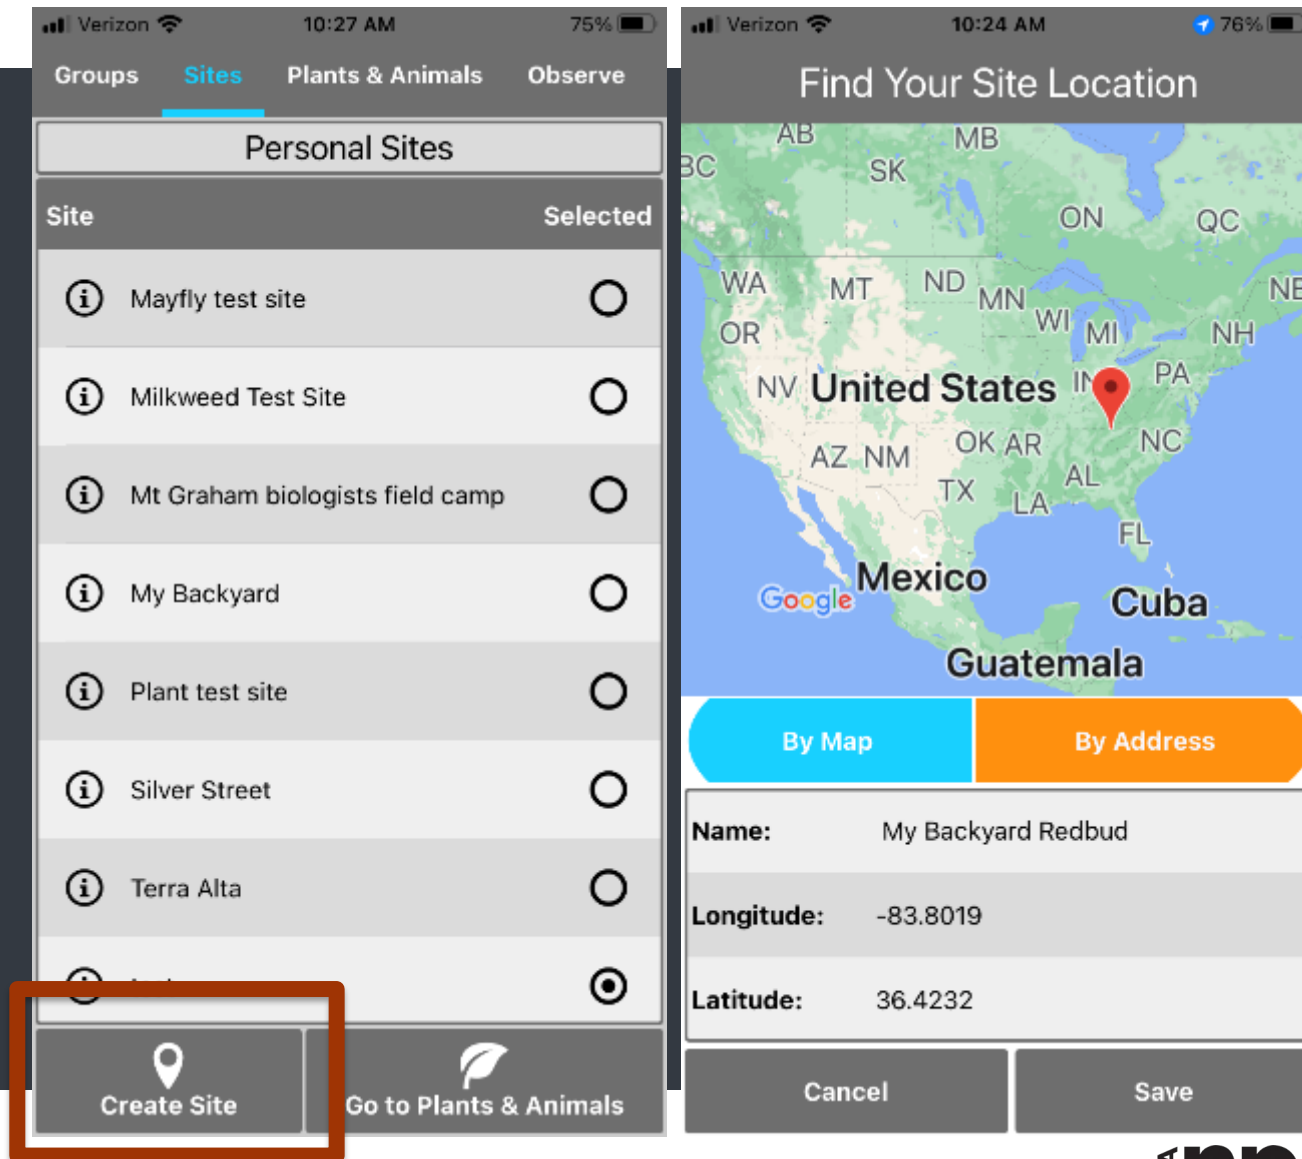 Verizon 10:27 AM 75%
Groups Sites Plants & Animals Observe
Personal Sites
Site Selected
Mayfly test site
Milkweed Test Site
Mt Graham biologists field camp
My Backyard
Plant test site
Silver Street
Terra Alta
Create Site
Go to Plants & Animals
Verizon 10:24 AM 76%
Find Your Site Location
AB MB
BC SK
ON QC
WA MT ND MN NE
OR WI MI NH
NV United States IN PA
AZ NM OK AR NC
TX LA AL
FL
Google Mexico Cuba
Guatemala
By Map By Address
Name: My Backyard Redbud
Longitude: -83.8019
Latitude: 36.4232
Cancel Save